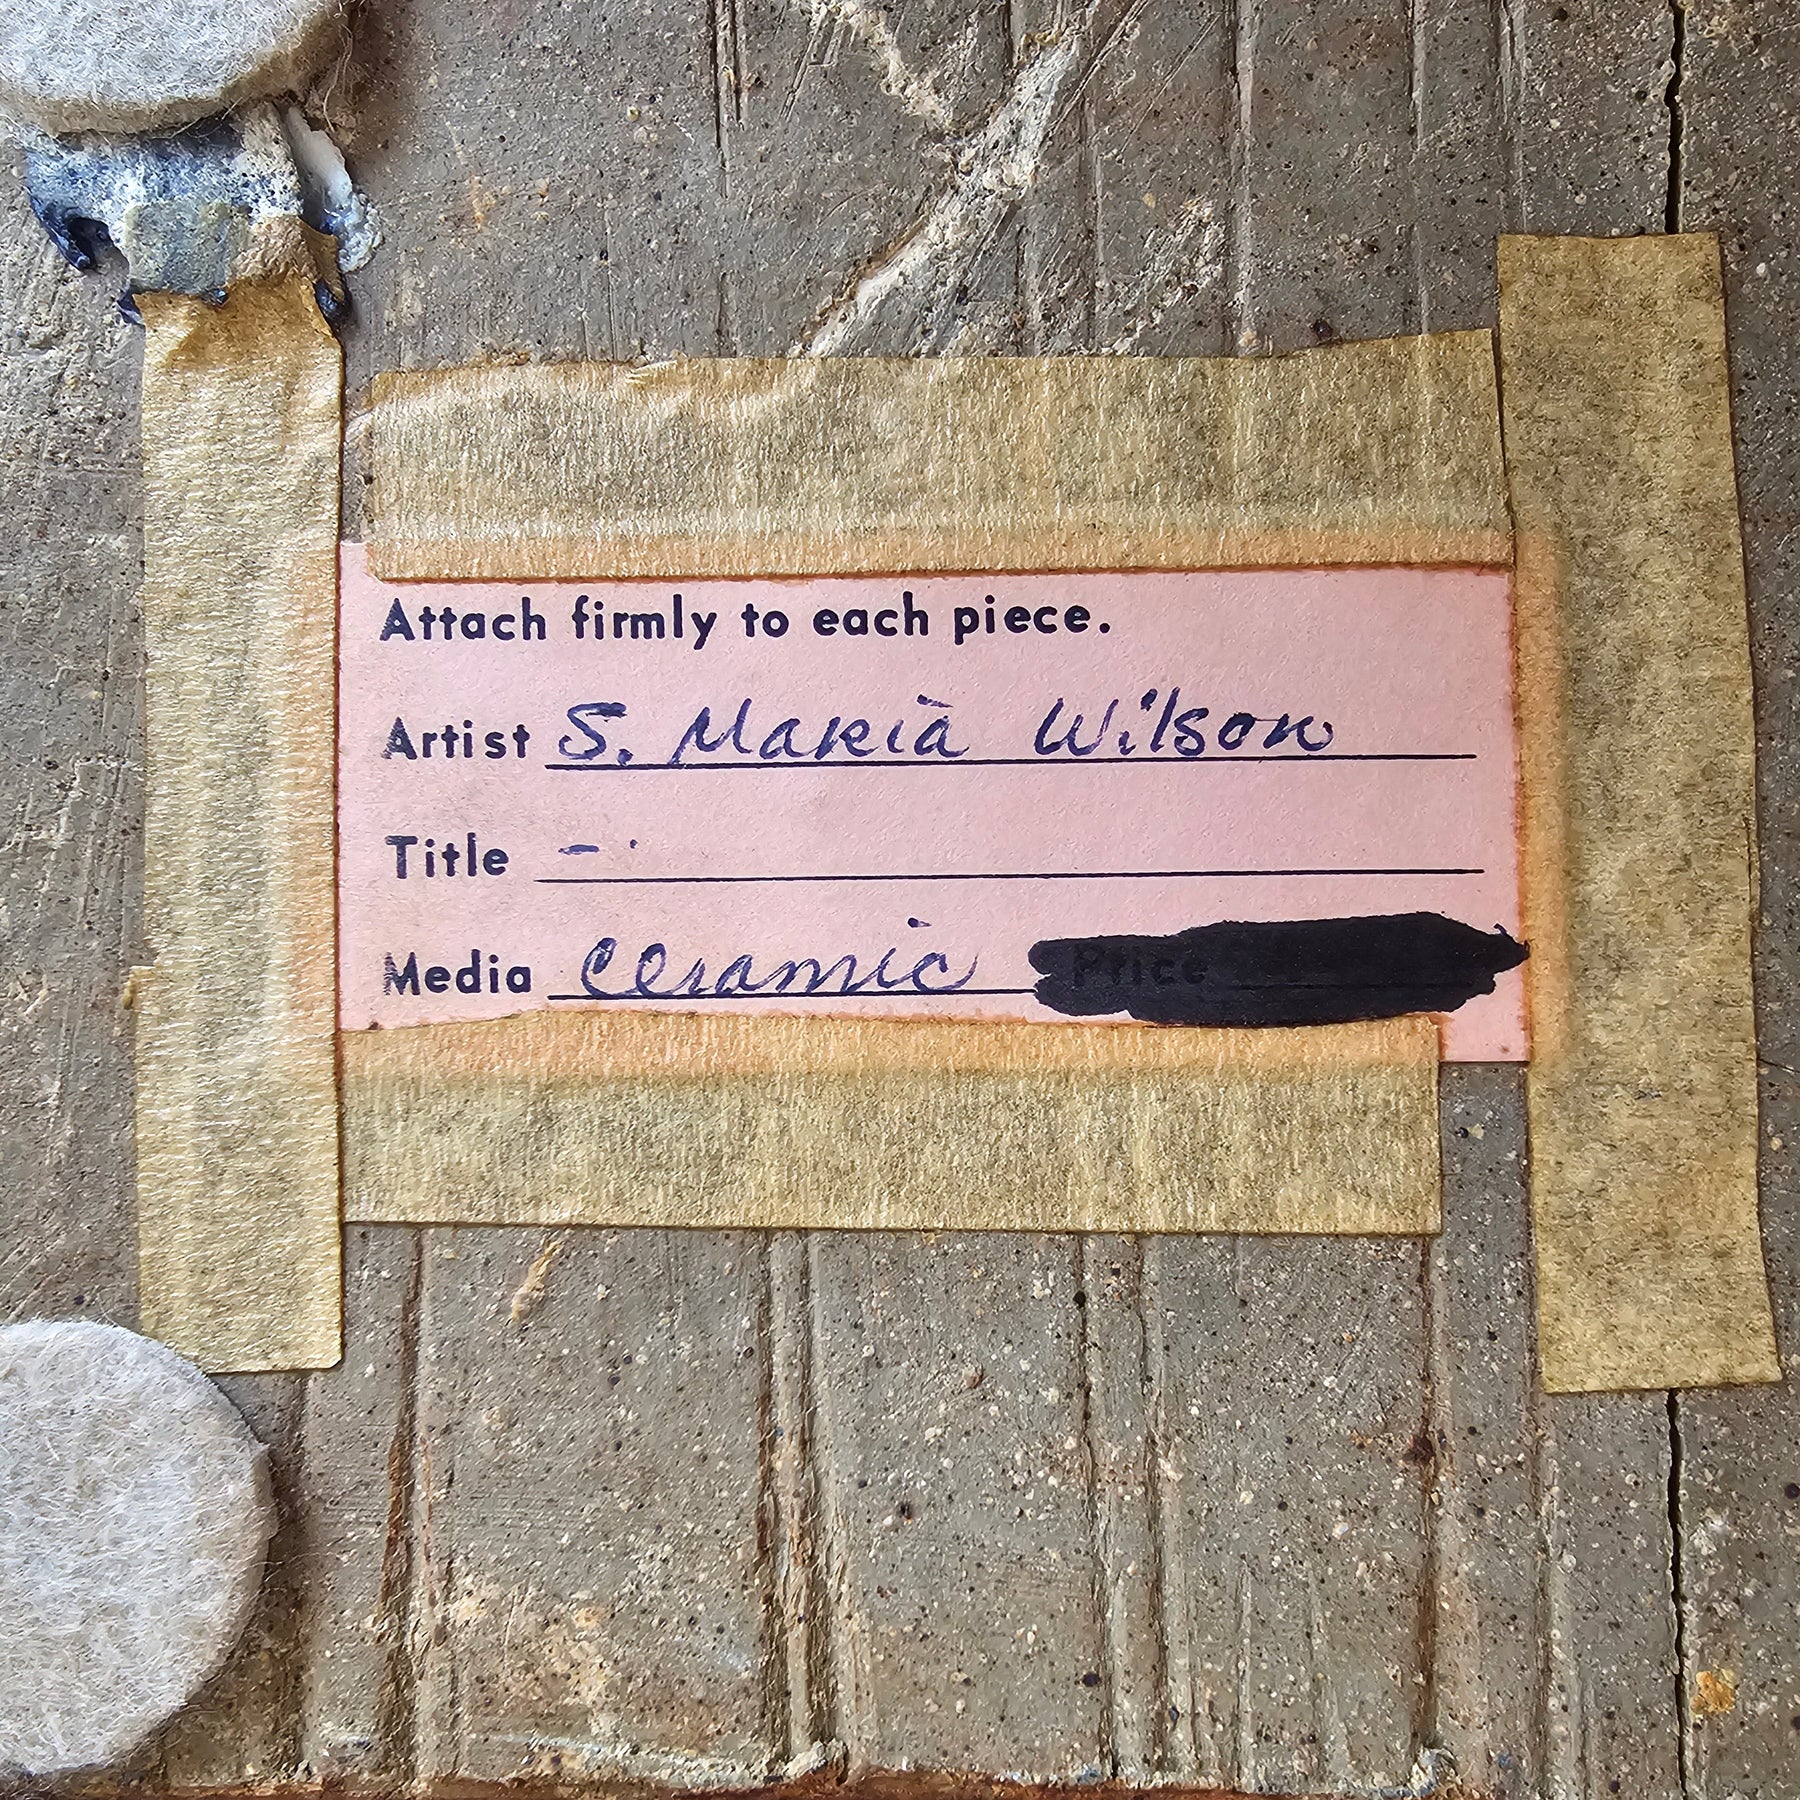 Attach firmly to each piece.
Artist S. Maria Wilson
Title -
Media Ceramic Price